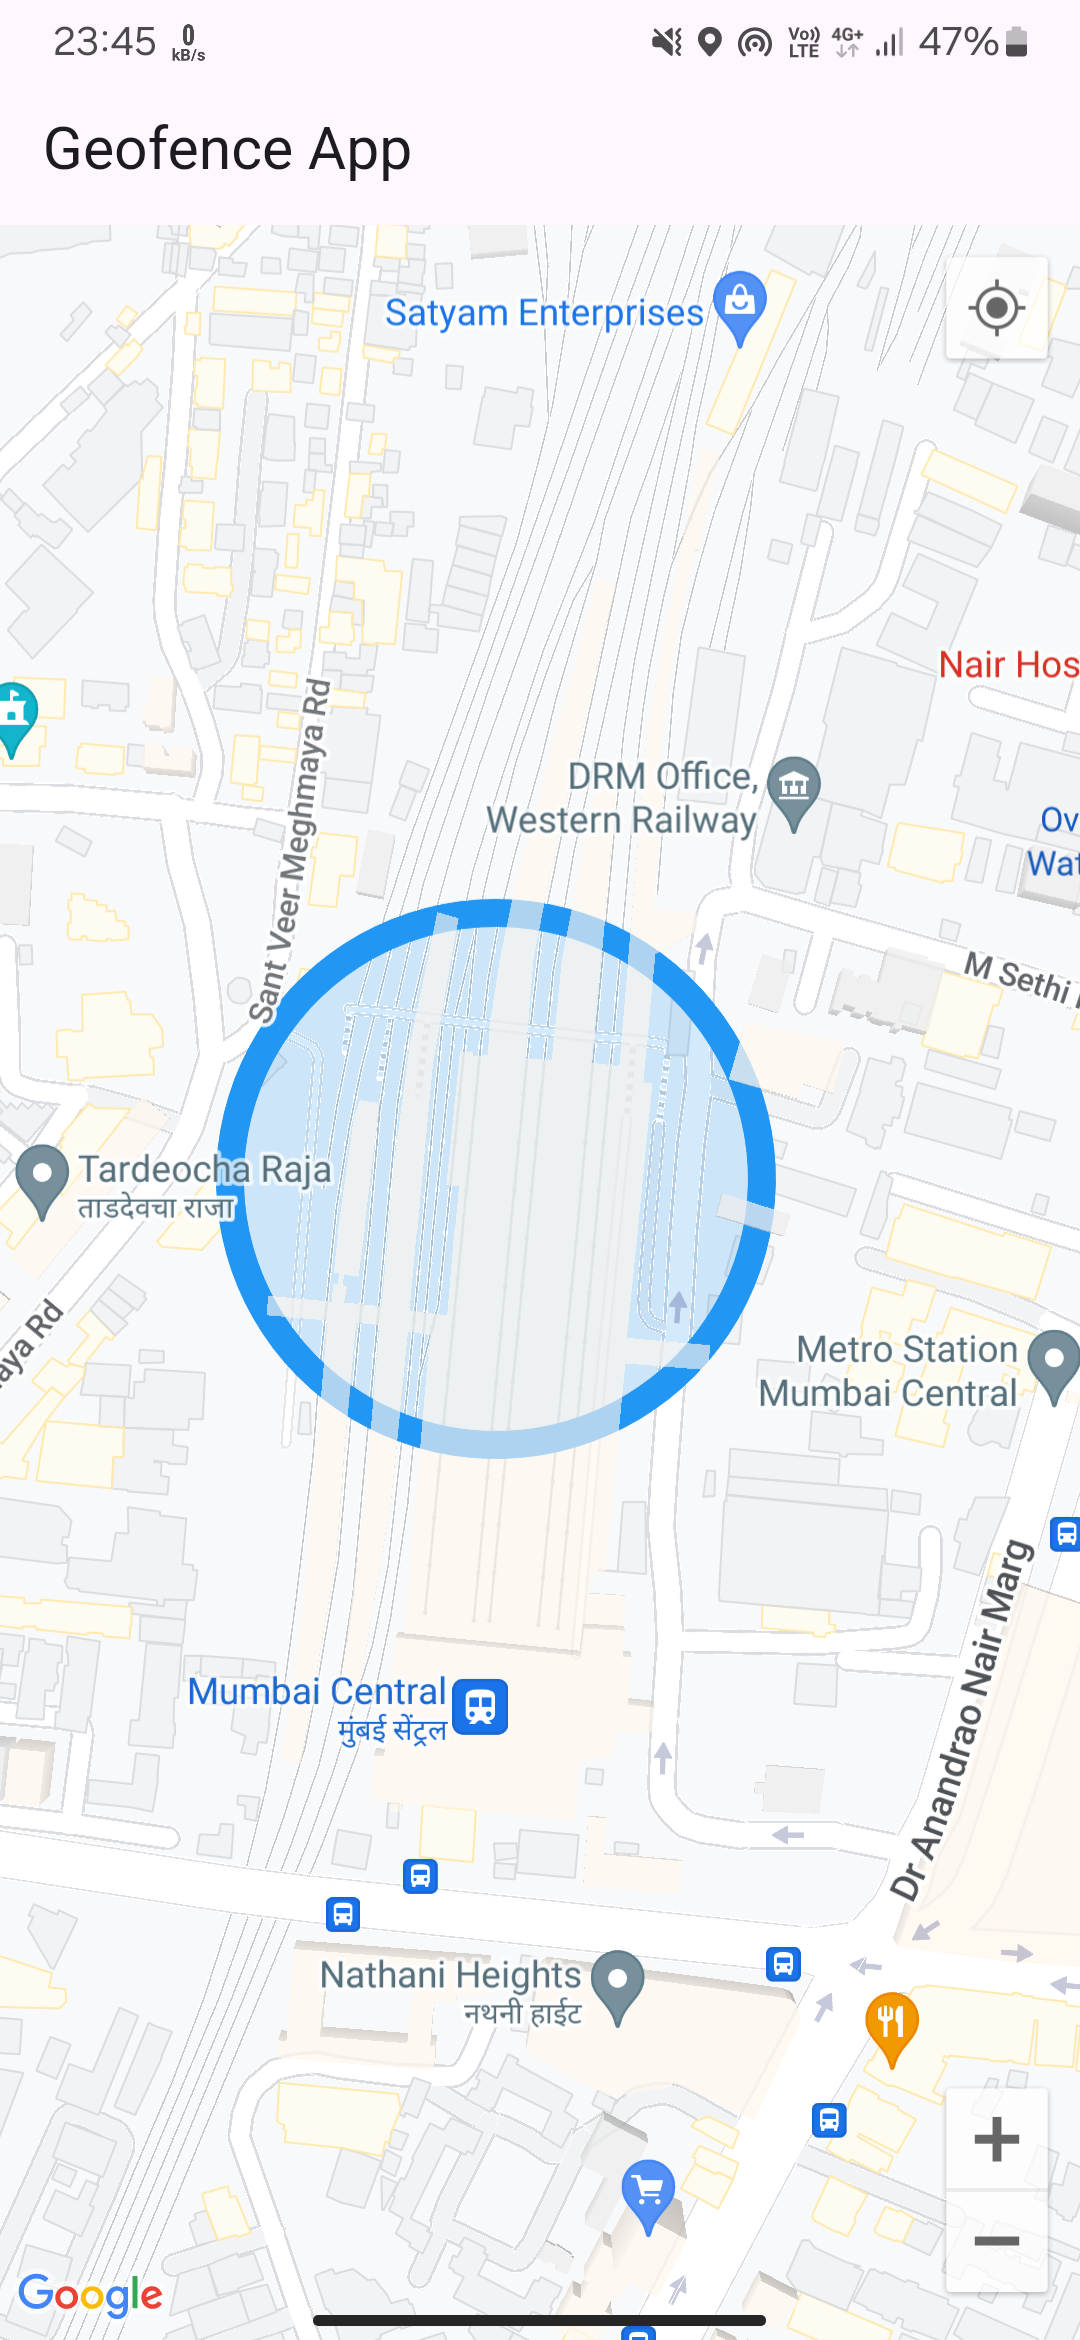 23:45 0 kB/s Vo)) LTE 4G+ 47%
Geofence App
Satyam Enterprises
Nair Hos
Sant Veer Meghmaya Rd
DRM Office,
Western Railway
Ov
Wat
M Sethi
Tardeocha Raja
ताडदेवचा राजा
aya Rd
Metro Station
Mumbai Central
Dr Anandrao Nair Marg
Mumbai Central
मुंबई सेंट्रल
Nathani Heights
नथनी हाईट
+
−
Google